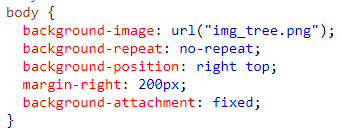 body {
  background-image: url("img_tree.png");
  background-repeat: no-repeat;
  background-position: right top;
  margin-right: 200px;
  background-attachment: fixed;
}